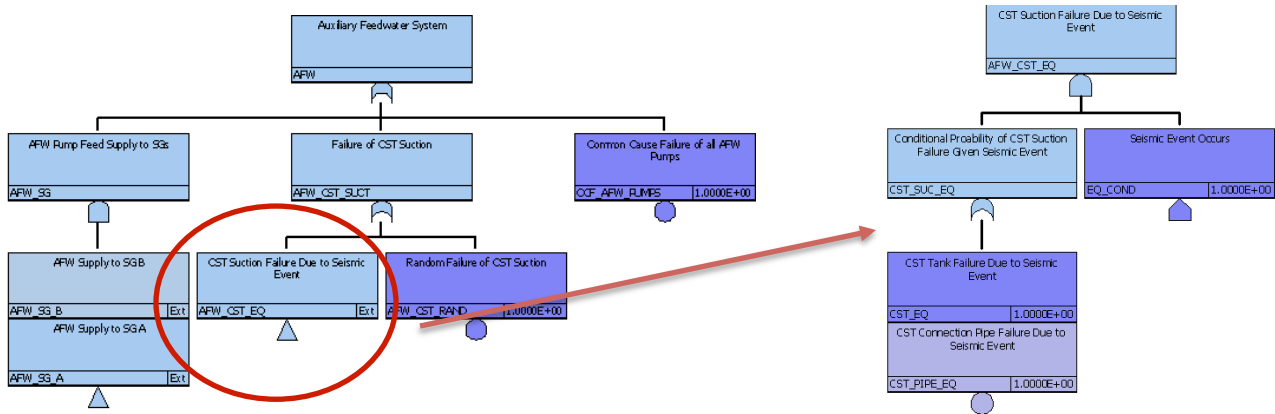 Auxiliary Feedwater System
AFW
AFW Pump Feed Supply to SGs
AFW_SG
Failure of CST Suction
AFW_CST_SUCT
Common Cause Failure of all AFW
Pumps
CCF_AFW_PUMPS 1.0000E+00
AFW Supply to SG B
AFW_SG_B Ext
AFW Supply to SG A
AFW_SG_A Ext
CST Suction Failure Due to Seismic
Event
AFW_CST_EQ Ext
Random Failure of CST Suction
AFW_CST_RAND 1.0000E+00
CST Suction Failure Due to Seismic
Event
AFW_CST_EQ
Conditional Proability of CST Suction
Failure Given Seismic Event
CST_SUC_EQ
Seismic Event Occurs
EQ_COND 1.0000E+00
CST Tank Failure Due to Seismic
Event
CST_EQ 1.0000E+00
CST Connection Pipe Failure Due to
Seismic Event
CST_PIPE_EQ 1.0000E+00